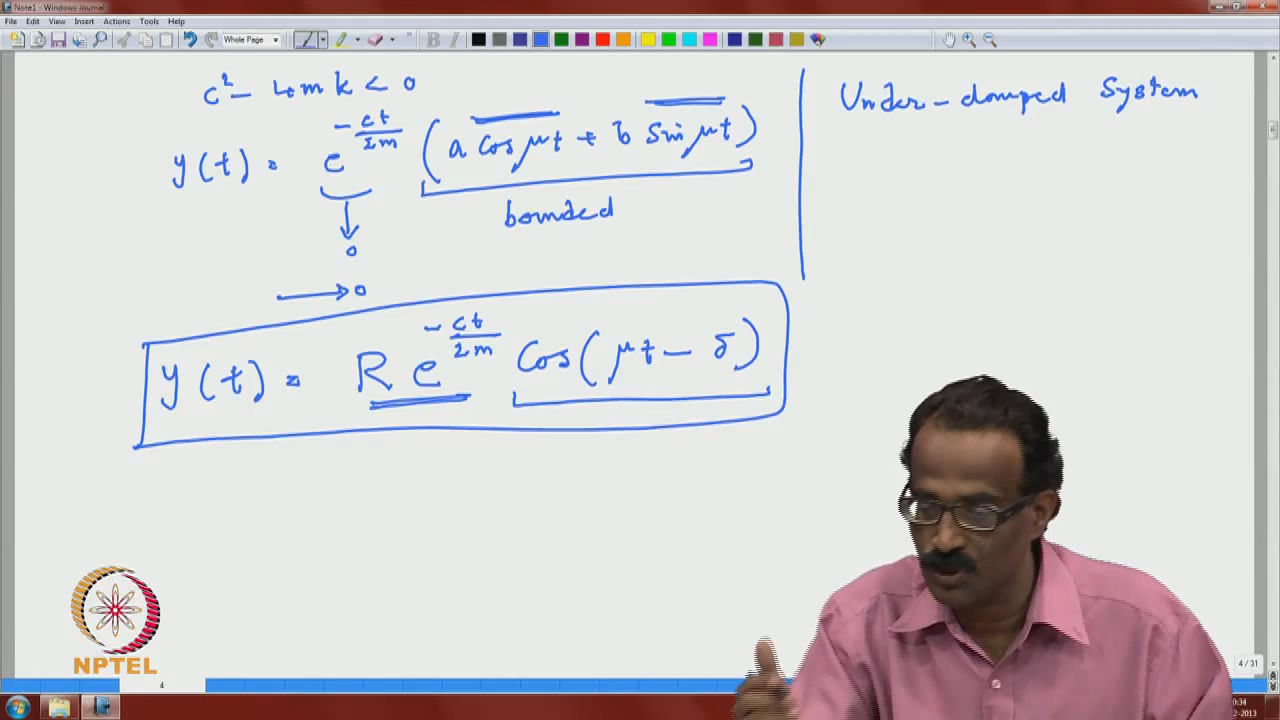 Note1 - Windows Journal
File Edit View Insert Actions Tools Help
Whole Page
c² - 4mk < 0
Under-damped System
y(t) = e^{-ct/2m} (a cos μt + b sin μt)
bounded
0
→ 0
y(t) = R e^{-ct/2m} cos(μt - δ)
NPTEL
4 / 31
4